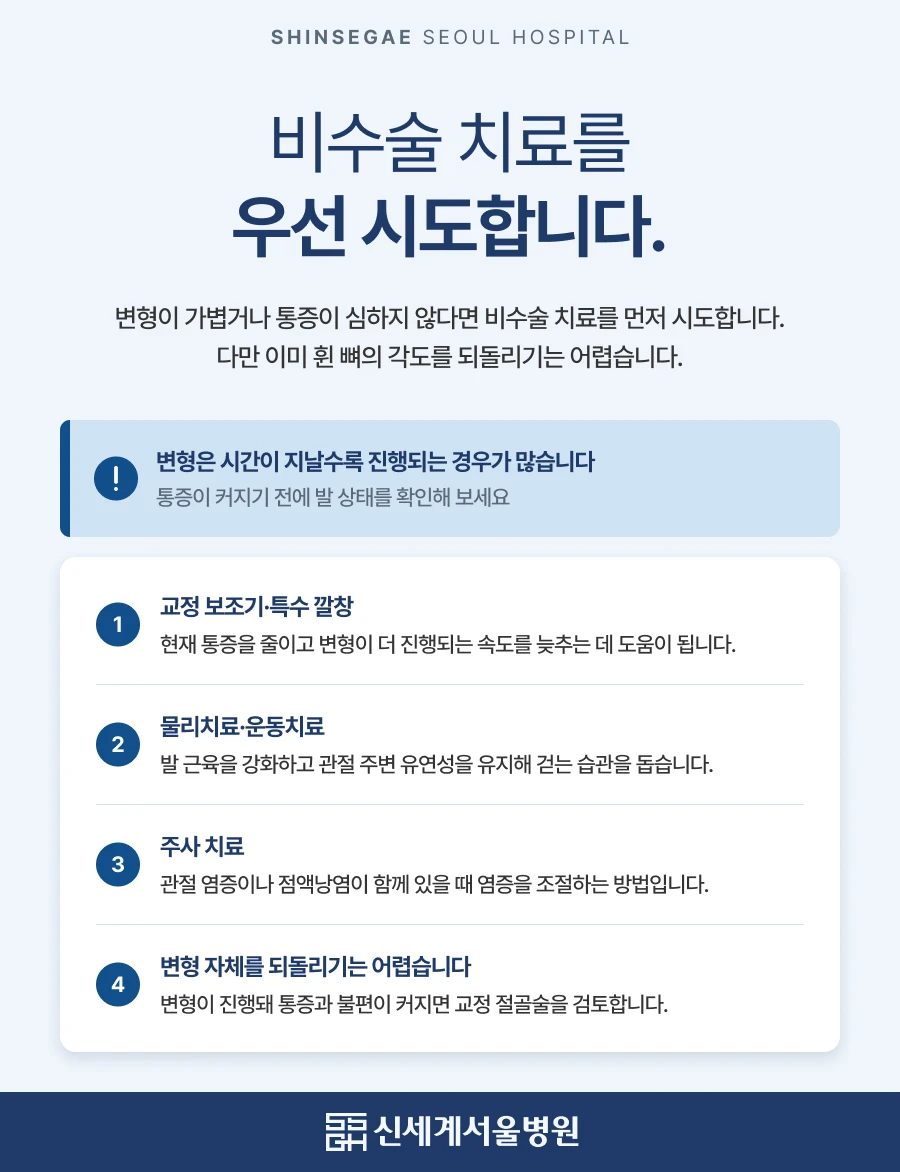 SHINSEGAE SEOUL HOSPITAL
비수술 치료를
우선 시도합니다.
변형이 가볍거나 통증이 심하지 않다면 비수술 치료를 먼저 시도합니다.
다만 이미 휜 뼈의 각도를 되돌리기는 어렵습니다.
!
변형은 시간이 지날수록 진행되는 경우가 많습니다
통증이 커지기 전에 발 상태를 확인해 보세요
1
교정 보조기·특수 깔창
현재 통증을 줄이고 변형이 더 진행되는 속도를 늦추는 데 도움이 됩니다.
2
물리치료·운동치료
발 근육을 강화하고 관절 주변 유연성을 유지해 걷는 습관을 돕습니다.
3
주사 치료
관절 염증이나 점액낭염이 함께 있을 때 염증을 조절하는 방법입니다.
4
변형 자체를 되돌리기는 어렵습니다
변형이 진행돼 통증과 불편이 커지면 교정 절골술을 검토합니다.
SSGH 신세계서울병원